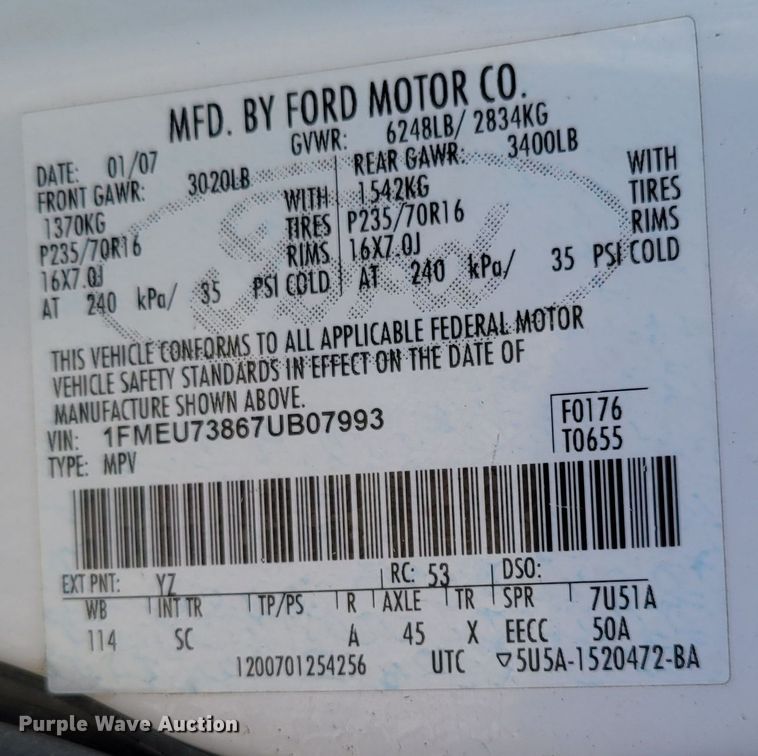 MFD. BY FORD MOTOR CO.
DATE: 01/07 GVWR: 6248LB/ 2834KG
FRONT GAWR: 3020LB REAR GAWR: 3400LB
1370KG WITH 1542KG WITH
P235/70R16 TIRES P235/70R16 TIRES
16X7.0J RIMS 16X7.0J RIMS
AT 240 kPa/ 35 PSI COLD AT 240 kPa/ 35 PSI COLD
Ford
THIS VEHICLE CONFORMS TO ALL APPLICABLE FEDERAL MOTOR
VEHICLE SAFETY STANDARDS IN EFFECT ON THE DATE OF
MANUFACTURE SHOWN ABOVE.
VIN: 1FMEU73867UB07993 F0176
TYPE: MPV T0655
EXT PNT: YZ RC: 53 DSO:
WB INT TR TP/PS R AXLE TR SPR 7U51A
114 SC A 45 X EECC 50A
1200701254256 UTC ▽5U5A-1520472-BA
Purple Wave Auction